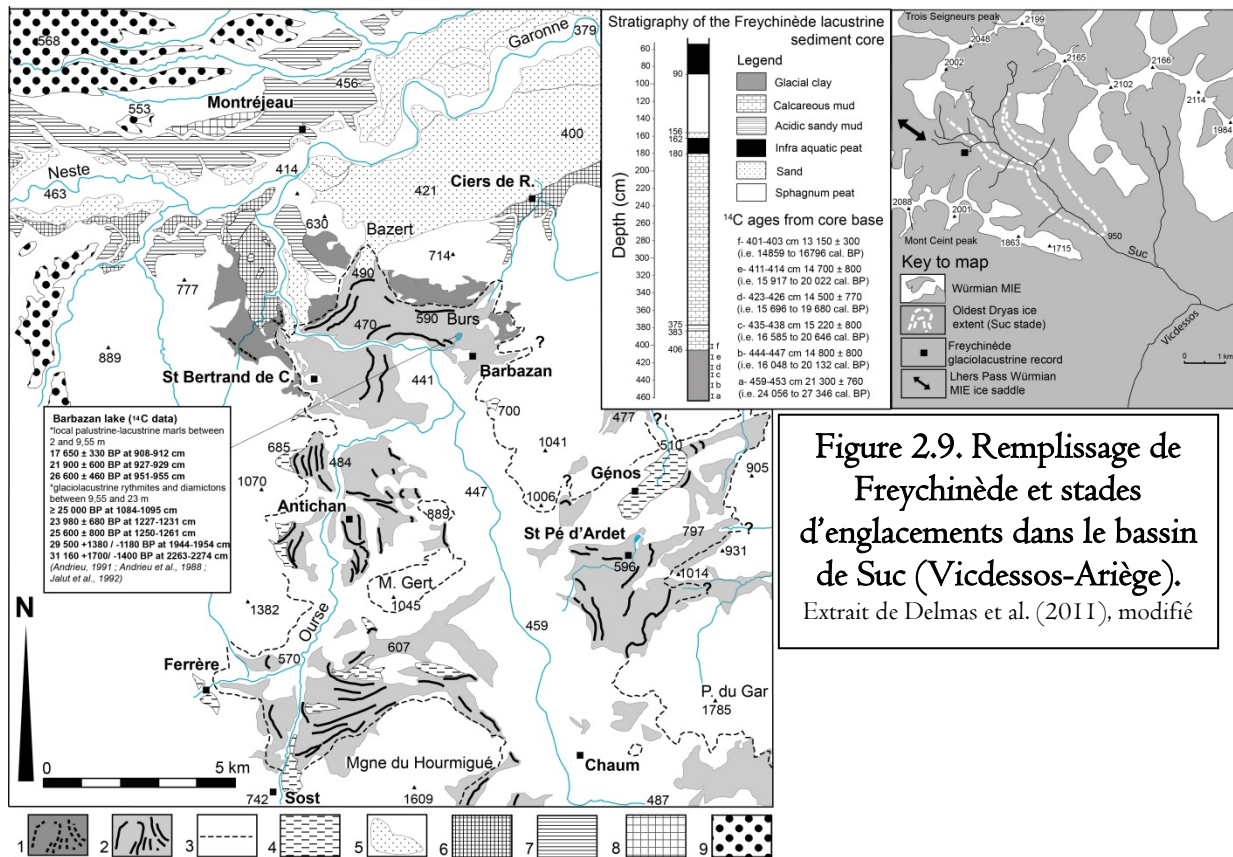 568
Garonne
379
456
553
Montréjeau
400
414
Neste
463
421
Ciers de R.
630
Bazert
714
777
490
Burs
470
590
889
?
441
Barbazan
St Bertrand de C.
700
Barbazan lake (¹⁴C data)
*local palustrine-lacustrine marls between
2 and 9,55 m
17 650 ± 330 BP at 908-912 cm
21 900 ± 600 BP at 927-929 cm
26 600 ± 460 BP at 951-955 cm
*glaciolacustrine rythmites and diamictons
between 9,55 and 23 m
≥ 25 000 BP at 1084-1095 cm
23 980 ± 680 BP at 1227-1231 cm
25 600 ± 800 BP at 1250-1261 cm
29 500 +1380 / -1180 BP at 1944-1954 cm
31 160 +1700/ -1400 BP at 2263-2274 cm
(Andrieu, 1991 ; Andrieu et al., 1988 ;
Jalut et al., 1992)
685
484
1070
1041
477
?
510
Génos
905
447
1006
?
Antichan
889
St Pé d'Ardet
797
?
931
596
1014
?
M. Gert
1045
1382
Ourse
459
607
570
Ferrère
P. du Gar
1785
N
0
5 km
Mgne du Hourmigué
Chaum
742
Sost
1609
487
1
2
3
4
5
6
7
8
9
Stratigraphy of the Freychinède lacustrine
sediment core
Depth (cm)
60
80
90
100
120
140
156
162
160
180
200
220
240
260
280
300
320
340
360
375
383
380
400
406
420
440
460
If
Ie
Id
Ic
Ib
Ia
Legend
Glacial clay
Calcareous mud
Acidic sandy mud
Infra aquatic peat
Sand
Sphagnum peat
¹⁴C ages from core base
f- 401-403 cm 13 150 ± 300
(i.e. 14859 to 16796 cal. BP)
e- 411-414 cm 14 700 ± 800
(i.e. 15 917 to 20 022 cal. BP)
d- 423-426 cm 14 500 ± 770
(i.e. 15 696 to 19 680 cal. BP)
c- 435-438 cm 15 220 ± 800
(i.e. 16 585 to 20 646 cal. BP)
b- 444-447 cm 14 800 ± 800
(i.e. 16 048 to 20 132 cal. BP)
a- 459-453 cm 21 300 ± 760
(i.e. 24 056 to 27 346 cal. BP)
Trois Seigneurs peak
2199
2048
2002
2165
2166
2102
2114
1984
2088
2001
Mont Ceint peak
1863
1715
950
Suc
Vicdessos
Key to map
Würmian MIE
Oldest Dryas ice
extent (Suc stade)
Freychinède
glaciolacustrine record
Lhers Pass Würmian
MIE ice saddle
0
1 km
Figure 2.9. Remplissage de
Freychinède et stades
d'englacements dans le bassin
de Suc (Vicdessos-Ariège).
Extrait de Delmas et al. (2011), modifié